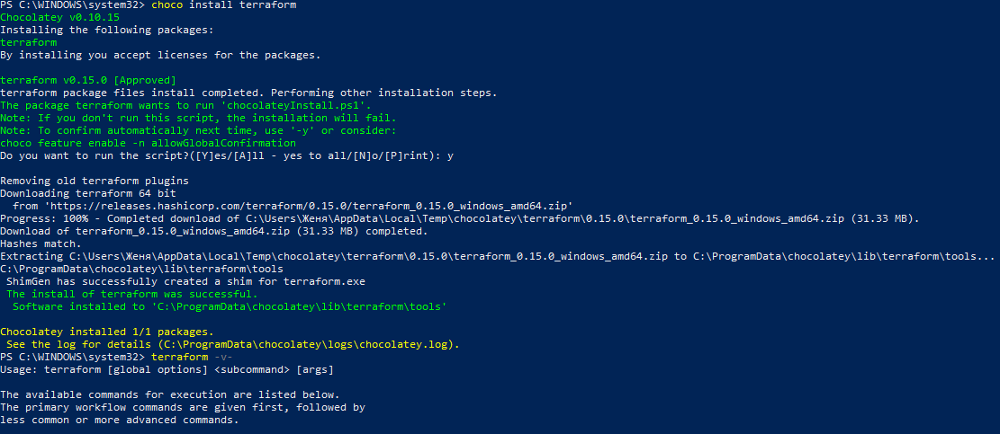 PS C:\WINDOWS\system32> choco install terraform
Chocolatey v0.10.15
Installing the following packages:
terraform
By installing you accept licenses for the packages.
terraform v0.15.0 [Approved]
terraform package files install completed. Performing other installation steps.
The package terraform wants to run 'chocolateyInstall.ps1'.
Note: If you don't run this script, the installation will fail.
Note: To confirm automatically next time, use '-y' or consider:
choco feature enable -n allowGlobalConfirmation
Do you want to run the script?([Y]es/[A]ll - yes to all/[N]o/[P]rint): y
Removing old terraform plugins
Downloading terraform 64 bit
from 'https://releases.hashicorp.com/terraform/0.15.0/terraform_0.15.0_windows_amd64.zip'
Progress: 100% - Completed download of C:\Users\Женя\AppData\Local\Temp\chocolatey\terraform\0.15.0\terraform_0.15.0_windows_amd64.zip (31.33 MB).
Download of terraform_0.15.0_windows_amd64.zip (31.33 MB) completed.
Hashes match.
Extracting C:\Users\Женя\AppData\Local\Temp\chocolatey\terraform\0.15.0\terraform_0.15.0_windows_amd64.zip to C:\ProgramData\chocolatey\lib\terraform\tools...
C:\ProgramData\chocolatey\lib\terraform\tools
ShimGen has successfully created a shim for terraform.exe
The install of terraform was successful.
Software installed to 'C:\ProgramData\chocolatey\lib\terraform\tools'
Chocolatey installed 1/1 packages.
See the log for details (C:\ProgramData\chocolatey\logs\chocolatey.log).
PS C:\WINDOWS\system32> terraform -v-
Usage: terraform [global options] <subcommand> [args]
The available commands for execution are listed below.
The primary workflow commands are given first, followed by
less common or more advanced commands.